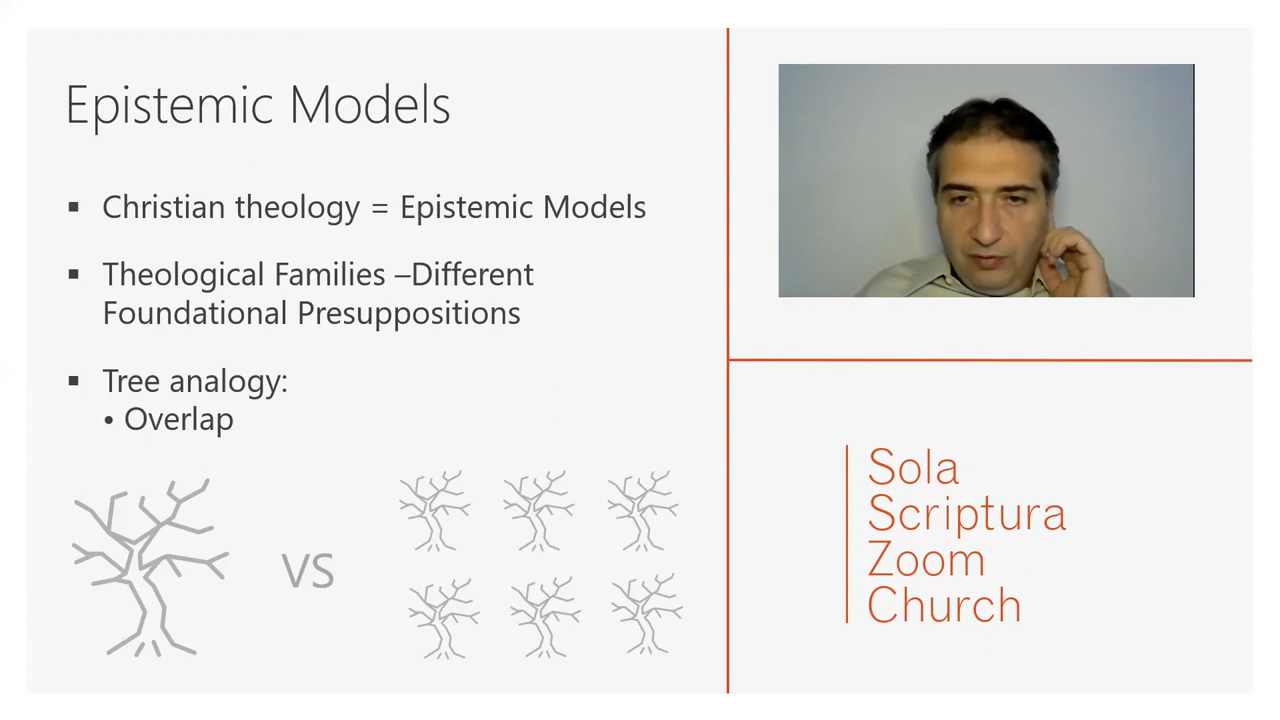 Epistemic Models
▪ Christian theology = Epistemic Models
▪ Theological Families –Different
Foundational Presuppositions
▪ Tree analogy:
• Overlap
VS
Sola
Scriptura
Zoom
Church